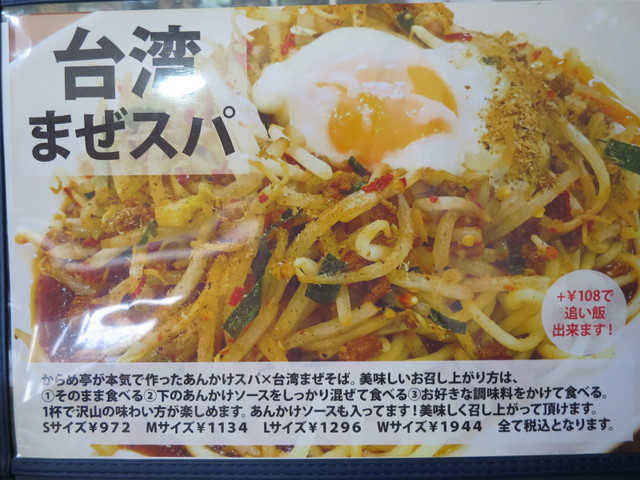 台湾
まぜスパ
+￥108で
追い飯
出来ます!
からめ亭が本気で作ったあんかけスパ×台湾まぜそば。美味しいお召し上がり方は、
①そのまま食べる②下のあんかけソースをしっかり混ぜて食べる③お好きな調味料をかけて食べる。
1杯で沢山の味わい方が楽しめます。あんかけソースも入ってます!美味しく召し上がって頂けます。
Sサイズ￥972 Mサイズ￥1134 Lサイズ￥1296 Wサイズ￥1944 全て税込となります。